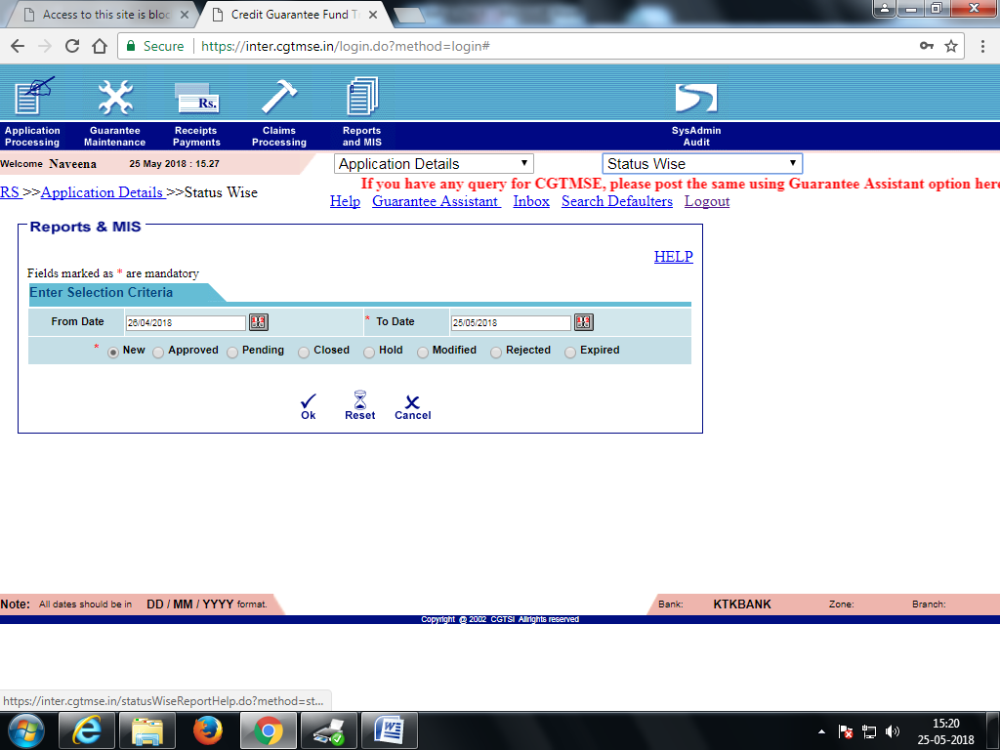 Access to this site is bloc
Credit Guarantee Fund T
Secure https://inter.cgtmse.in/login.do?method=login#
Rs.
Application Processing
Guarantee Maintenance
Receipts Payments
Claims Processing
Reports and MIS
SysAdmin Audit
Welcome Naveena 25 May 2018 : 15.27
Application Details
Status Wise
If you have any query for CGTMSE, please post the same using Guarantee Assistant option here
RS >>Application Details >>Status Wise
Help Guarantee Assistant Inbox Search Defaulters Logout
Reports & MIS
HELP
Fields marked as * are mandatory
Enter Selection Criteria
From Date 26/04/2018 * To Date 25/05/2018
* New Approved Pending Closed Hold Modified Rejected Expired
Ok Reset Cancel
Note: All dates should be in DD / MM / YYYY format.
Bank: KTKBANK Zone: Branch:
Copyright @ 2002 CGTSI Allrights reserved
https://inter.cgtmse.in/statusWiseReportHelp.do?method=st...
15:20
25-05-2018